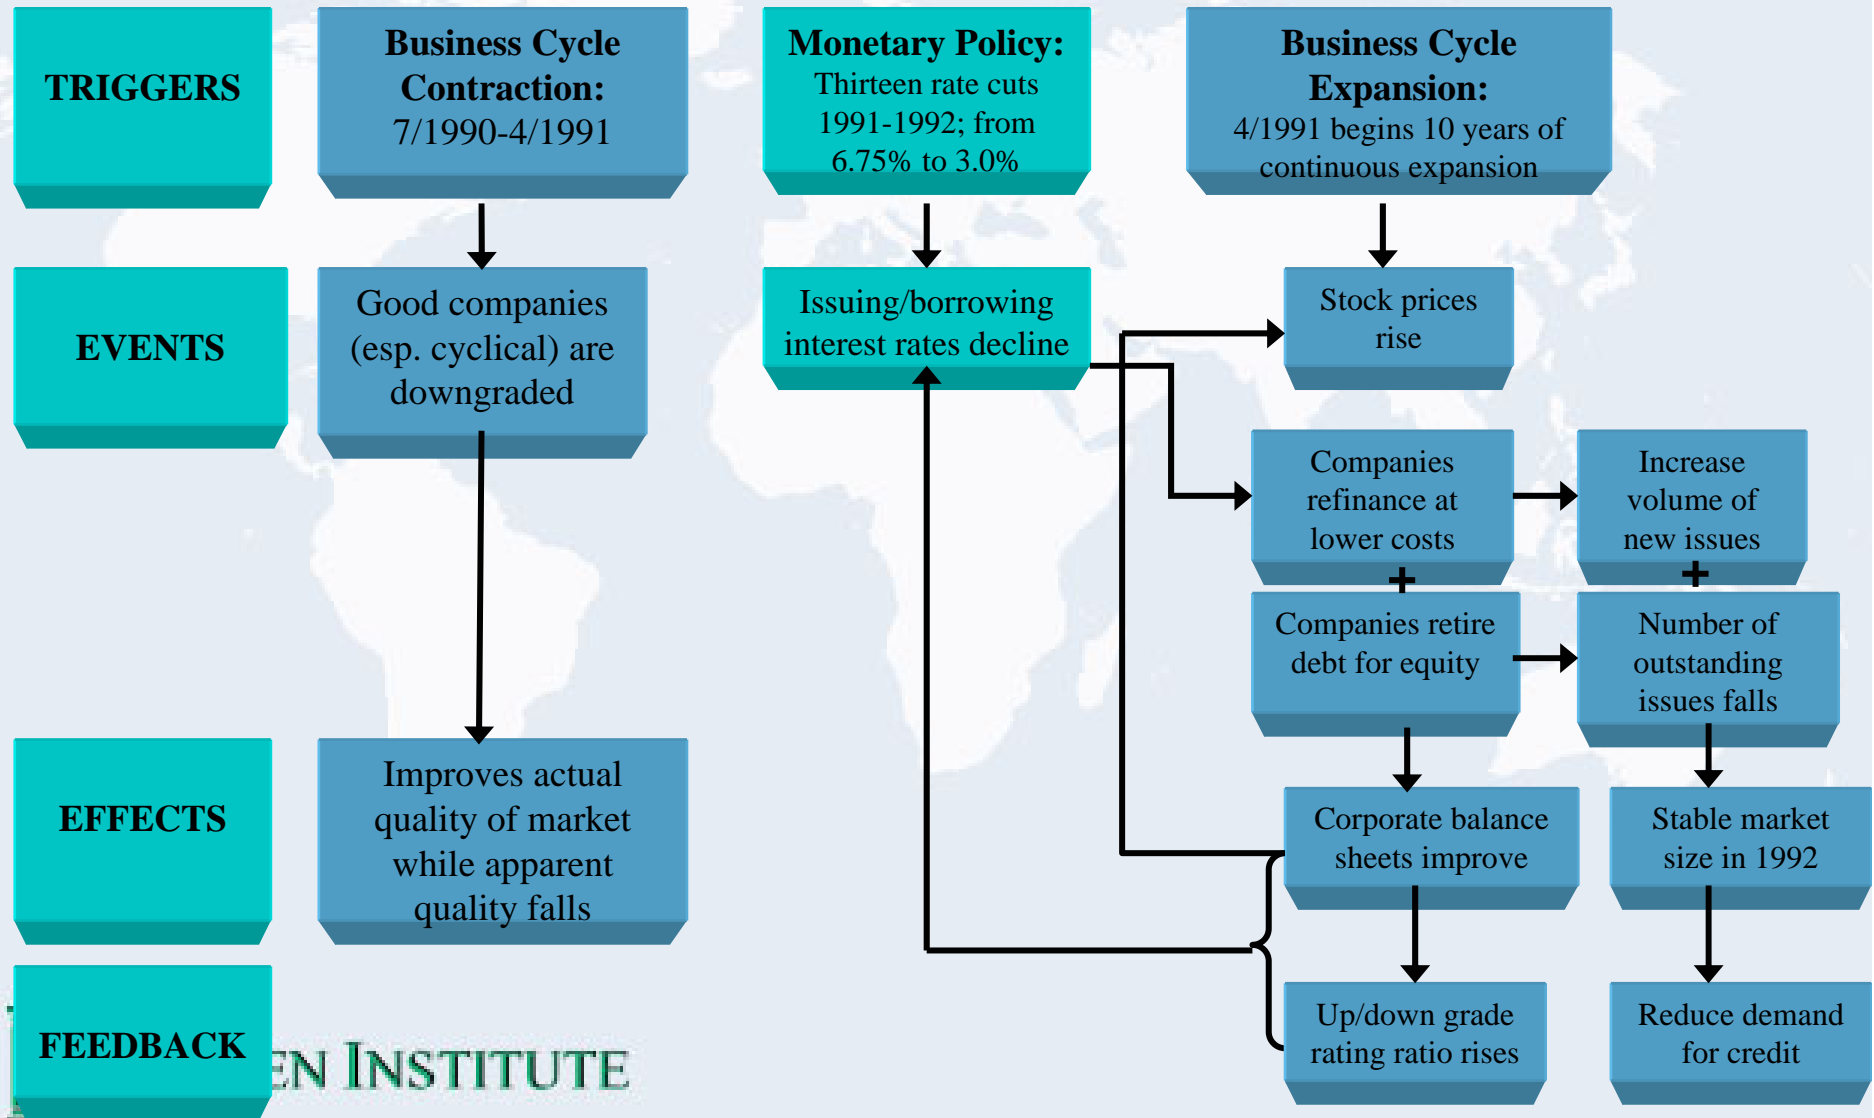 TRIGGERS
Business Cycle
Contraction:
7/1990-4/1991
Monetary Policy:
Thirteen rate cuts
1991-1992; from
6.75% to 3.0%
Business Cycle
Expansion:
4/1991 begins 10 years of
continuous expansion
EVENTS
Good companies
(esp. cyclical) are
downgraded
Issuing/borrowing
interest rates decline
Stock prices
rise
Companies
refinance at
lower costs
Increase
volume of
new issues
+
+
Companies retire
debt for equity
Number of
outstanding
issues falls
EFFECTS
Improves actual
quality of market
while apparent
quality falls
Corporate balance
sheets improve
Stable market
size in 1992
FEEDBACK
Up/down grade
rating ratio rises
Reduce demand
for credit
EN INSTITUTE